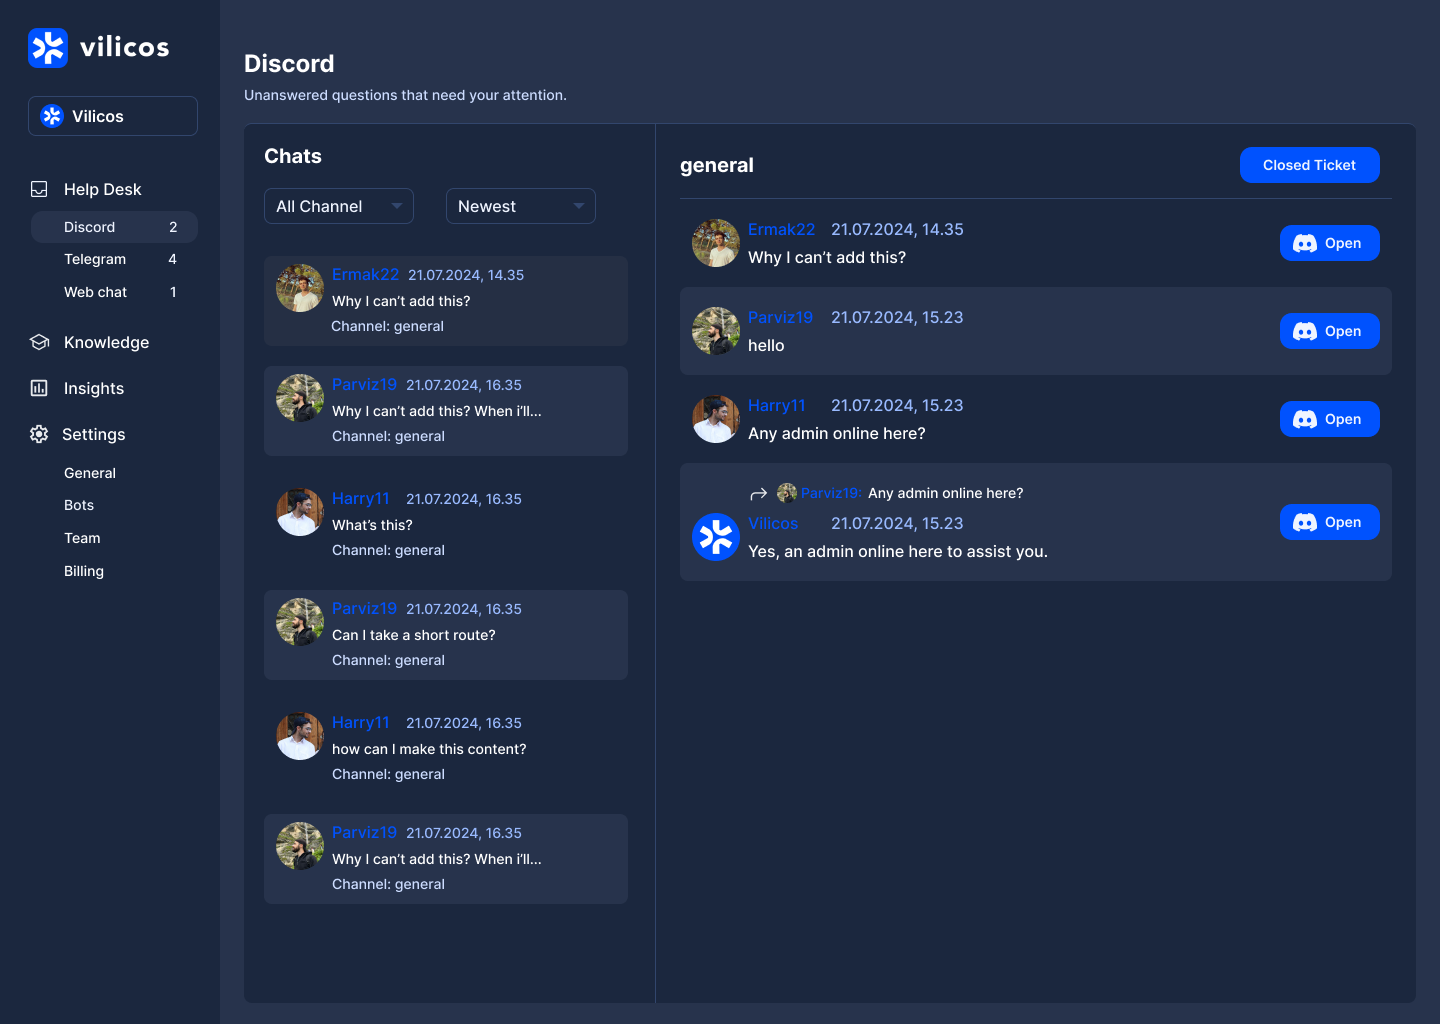 vilicos
Vilicos
Help Desk
Discord 2
Telegram 4
Web chat 1
Knowledge
Insights
Settings
General
Bots
Team
Billing
Discord
Unanswered questions that need your attention.
Chats
All Channel
Newest
Ermak22 21.07.2024, 14.35
Why I can’t add this?
Channel: general
Parviz19 21.07.2024, 16.35
Why I can’t add this? When i’ll...
Channel: general
Harry11 21.07.2024, 16.35
What’s this?
Channel: general
Parviz19 21.07.2024, 16.35
Can I take a short route?
Channel: general
Harry11 21.07.2024, 16.35
how can I make this content?
Channel: general
Parviz19 21.07.2024, 16.35
Why I can’t add this? When i’ll...
Channel: general
general
Closed Ticket
Ermak22 21.07.2024, 14.35
Why I can’t add this?
Open
Parviz19 21.07.2024, 15.23
hello
Open
Harry11 21.07.2024, 15.23
Any admin online here?
Open
Parviz19: Any admin online here?
Vilicos 21.07.2024, 15.23
Yes, an admin online here to assist you.
Open